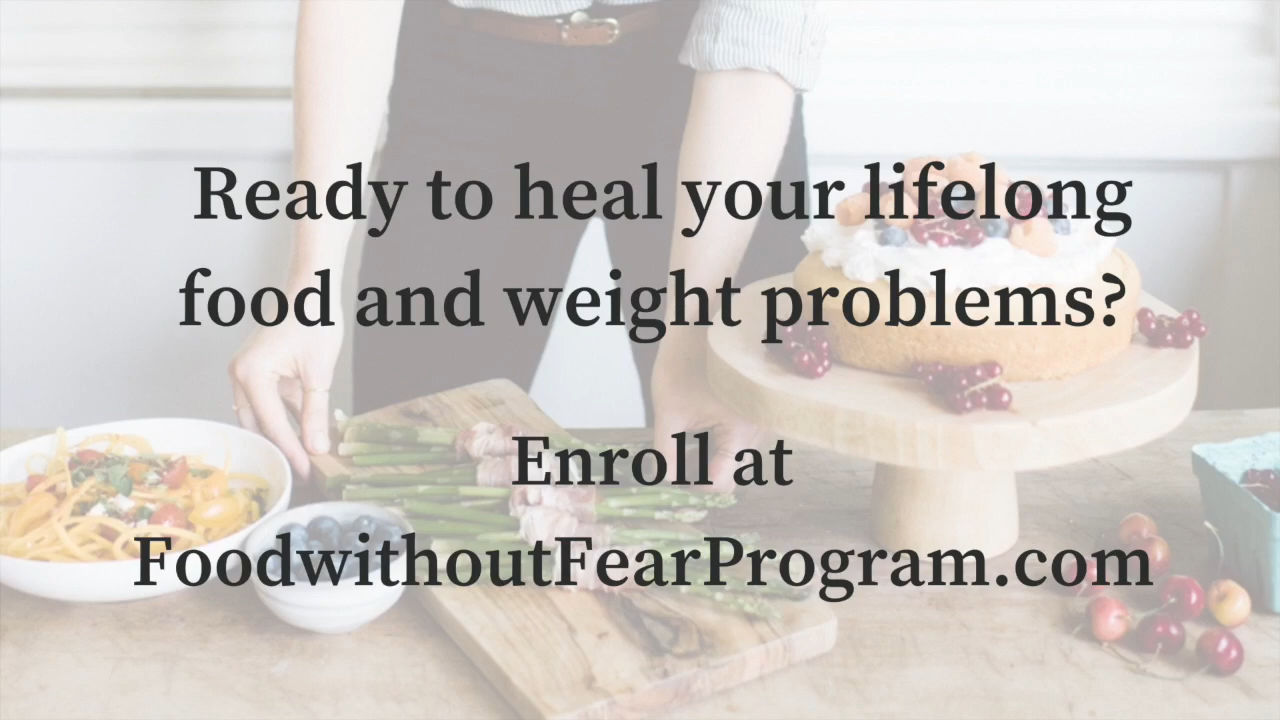 Ready to heal your lifelong
food and weight problems?
Enroll at
FoodwithoutFearProgram.com